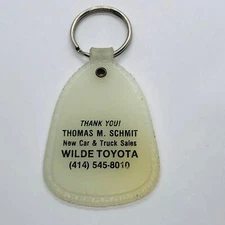 THANK YOU!
THOMAS M. SCHMIT
New Car & Truck Sales
WILDE TOYOTA
(414) 545-8010